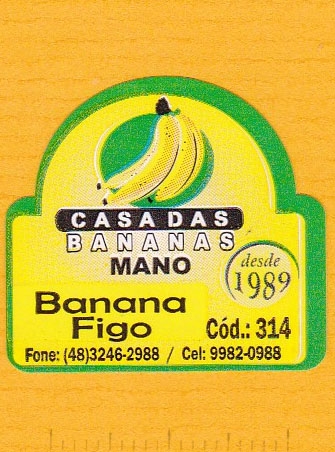 CASA DAS
BANANAS
MANO
desde
1989
Banana
Figo
Cód.: 314
Fone: (48)3246-2988 / Cel: 9982-0988